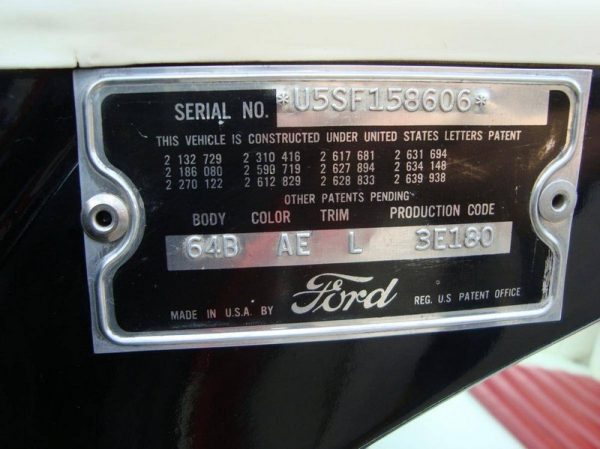 SERIAL NO. *U5SF158606*
THIS VEHICLE IS CONSTRUCTED UNDER UNITED STATES LETTERS PATENT
2 132 729 2 310 416 2 617 681 2 631 694
2 186 080 2 590 719 2 627 894 2 634 148
2 270 122 2 612 829 2 628 833 2 639 938
OTHER PATENTS PENDING
BODY COLOR TRIM PRODUCTION CODE
64B AE L 3E180
MADE IN U.S.A. BY Ford REG. U.S PATENT OFFICE